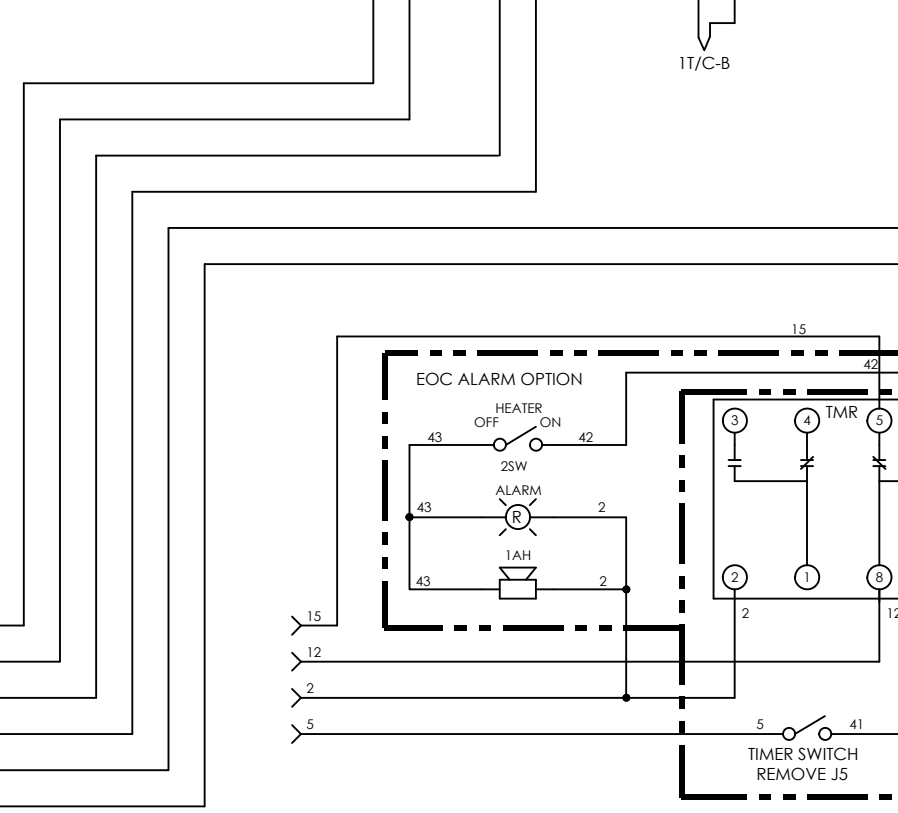 1T/C-B
15
42
EOC ALARM OPTION
HEATER
OFF ON
43 42
2SW
3 4 TMR 5
ALARM
43 R 2
1AH
43 2
2 1 8
2 12
15
12
2
5
5 41
TIMER SWITCH
REMOVE J5